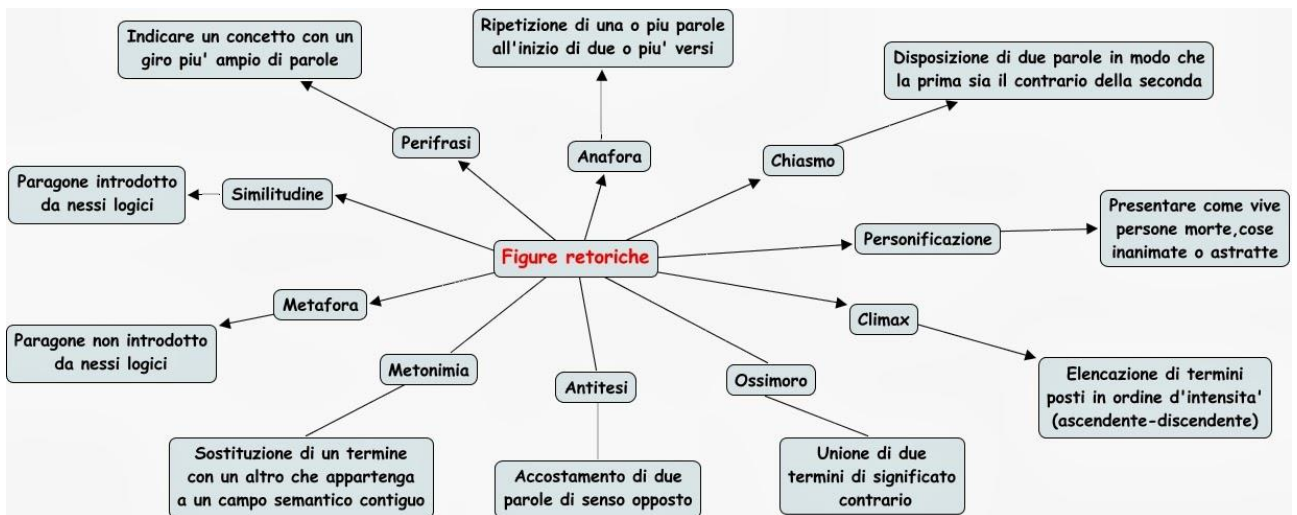 Indicare un concetto con un
giro piu' ampio di parole
Ripetizione di una o piu parole
all'inizio di due o piu' versi
Disposizione di due parole in modo che
la prima sia il contrario della seconda
Perifrasi
Anafora
Chiasmo
Paragone introdotto
da nessi logici
Similitudine
Personificazione
Presentare come vive
persone morte,cose
inanimate o astratte
Figure retoriche
Metafora
Climax
Paragone non introdotto
da nessi logici
Metonimia
Antitesi
Ossimoro
Elencazione di termini
posti in ordine d'intensita'
(ascendente-discendente)
Sostituzione di un termine
con un altro che appartenga
a un campo semantico contiguo
Accostamento di due
parole di senso opposto
Unione di due
termini di significato
contrario